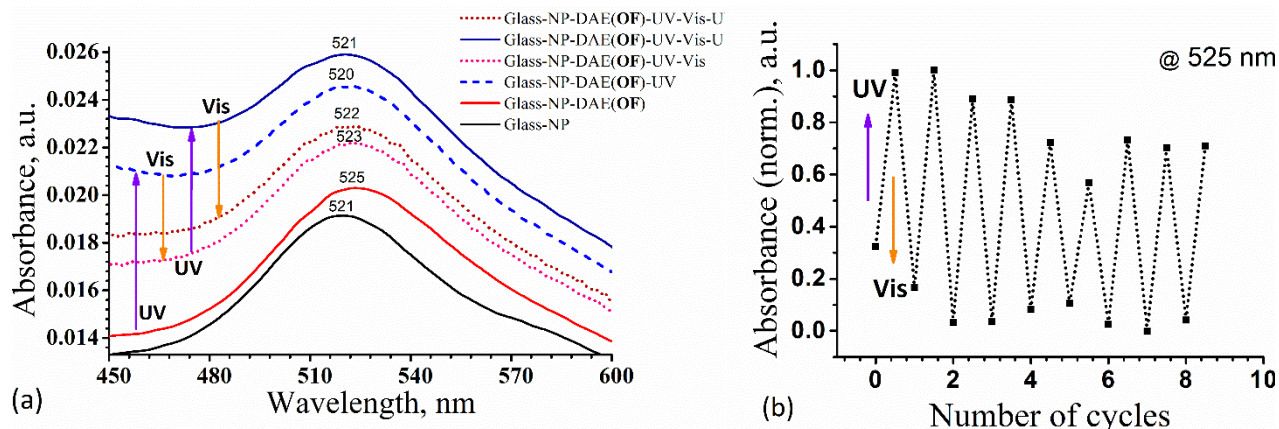 Glass-NP-DAE(OF)-UV-Vis-U
Glass-NP-DAE(OF)-UV-Vis-U
Glass-NP-DAE(OF)-UV-Vis
Glass-NP-DAE(OF)-UV
Glass-NP-DAE(OF)
Glass-NP
0.026
0.024
0.022
0.020
0.018
0.016
0.014
Absorbance, a.u.
521
520
522
523
525
521
Vis
Vis
UV
UV
450 480 510 540 570 600
Wavelength, nm
(a)
@ 525 nm
1.0
0.8
0.6
0.4
0.2
0.0
Absorbance (norm.), a.u.
UV
Vis
0 2 4 6 8 10
Number of cycles
(b)